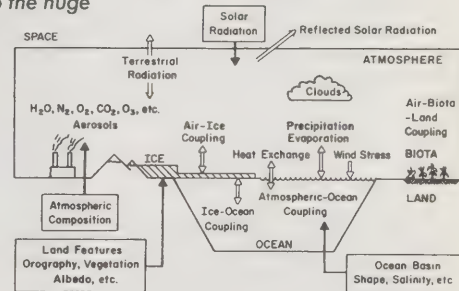 o the huge
Solar
Radiation
Reflected Solar Radiation
SPACE
ATMOSPHERE
Terrestrial
Radiation
Clouds
H₂O, N₂, O₂, CO₂, O₃, etc.
Aerosols
Air-Ice
Coupling
Precipitation
Evaporation
Air-Biota
-Land
Coupling
ICE
Heat Exchange
Wind Stress
BIOTA
LAND
Atmospheric
Composition
Ice-Ocean
Coupling
Atmospheric-Ocean
Coupling
OCEAN
Land Features
Orography, Vegetation
Albedo, etc.
Ocean Basin
Shape, Salinity, etc